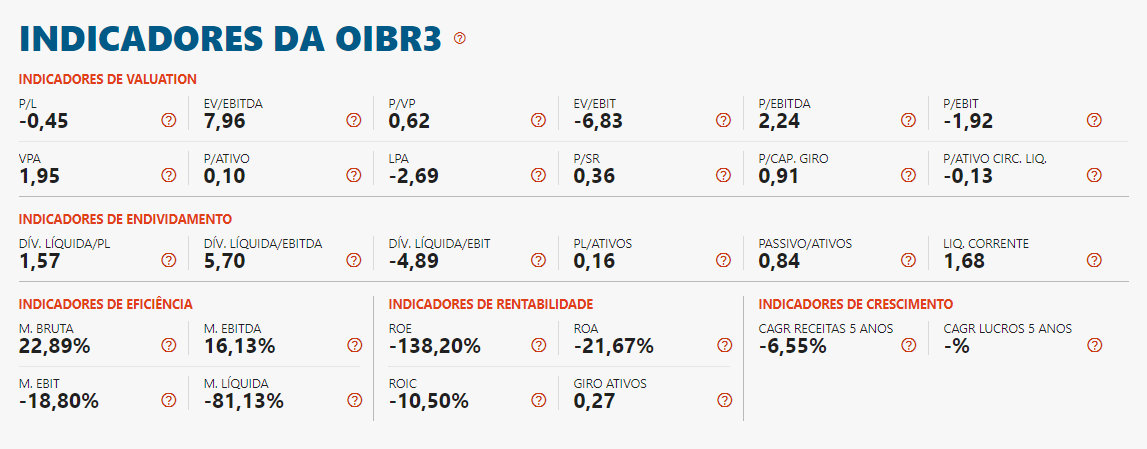 INDICADORES DA OIBR3
INDICADORES DE VALUATION
P/L EV/EBITDA P/VP EV/EBIT P/EBITDA P/EBIT
-0,45 7,96 0,62 -6,83 2,24 -1,92
VPA P/ATIVO LPA P/SR P/CAP. GIRO P/ATIVO CIRC. LIQ.
1,95 0,10 -2,69 0,36 0,91 -0,13
INDICADORES DE ENDIVIDAMENTO
DÍV. LÍQUIDA/PL DÍV. LÍQUIDA/EBITDA DÍV. LÍQUIDA/EBIT PL/ATIVOS PASSIVO/ATIVOS LIQ. CORRENTE
1,57 5,70 -4,89 0,16 0,84 1,68
INDICADORES DE EFICIÊNCIA INDICADORES DE RENTABILIDADE INDICADORES DE CRESCIMENTO
M. BRUTA M. EBITDA ROE ROA CAGR RECEITAS 5 ANOS CAGR LUCROS 5 ANOS
22,89% 16,13% -138,20% -21,67% -6,55% -%
M. EBIT M. LÍQUIDA ROIC GIRO ATIVOS
-18,80% -81,13% -10,50% 0,27